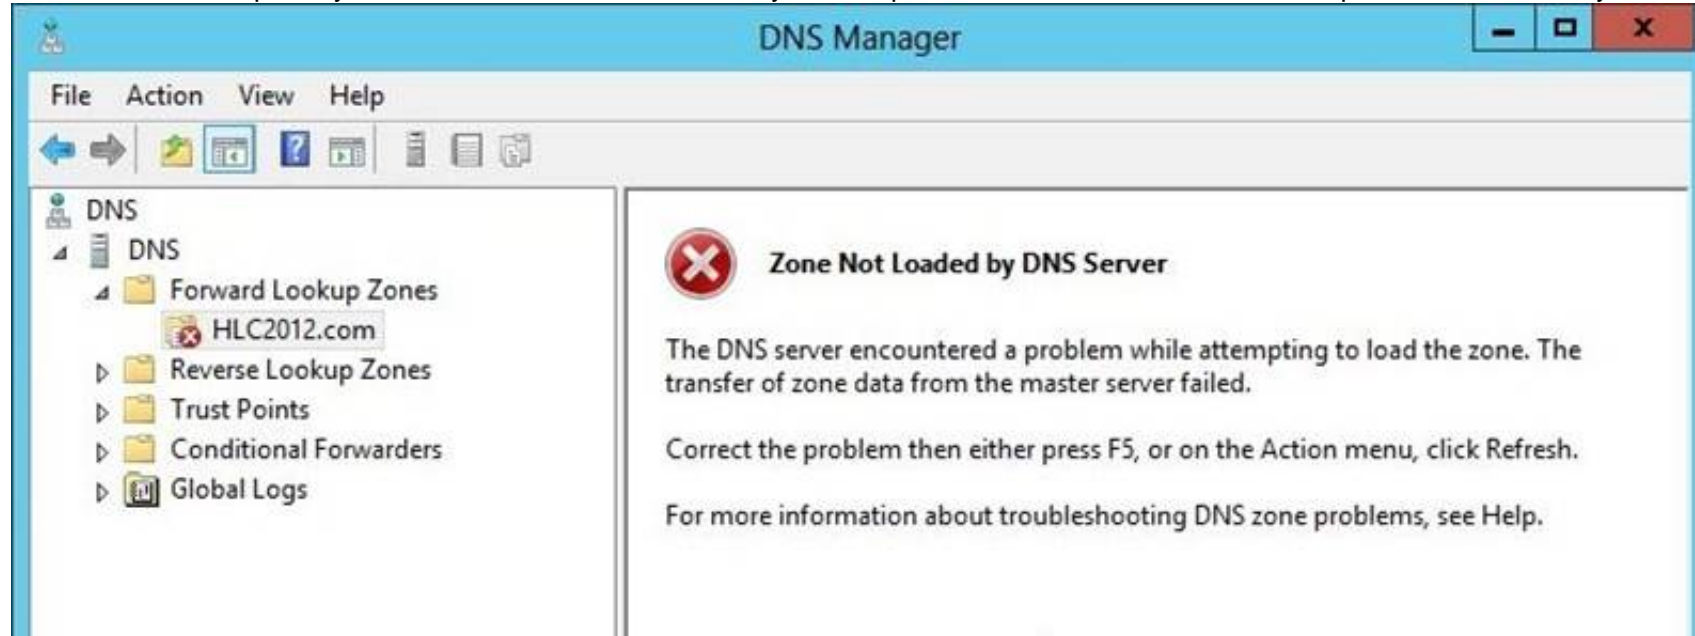 DNS Manager
File Action View Help
DNS
DNS
Forward Lookup Zones
HLC2012.com
Reverse Lookup Zones
Trust Points
Conditional Forwarders
Global Logs
Zone Not Loaded by DNS Server
The DNS server encountered a problem while attempting to load the zone. The
transfer of zone data from the master server failed.
Correct the problem then either press F5, or on the Action menu, click Refresh.
For more information about troubleshooting DNS zone problems, see Help.